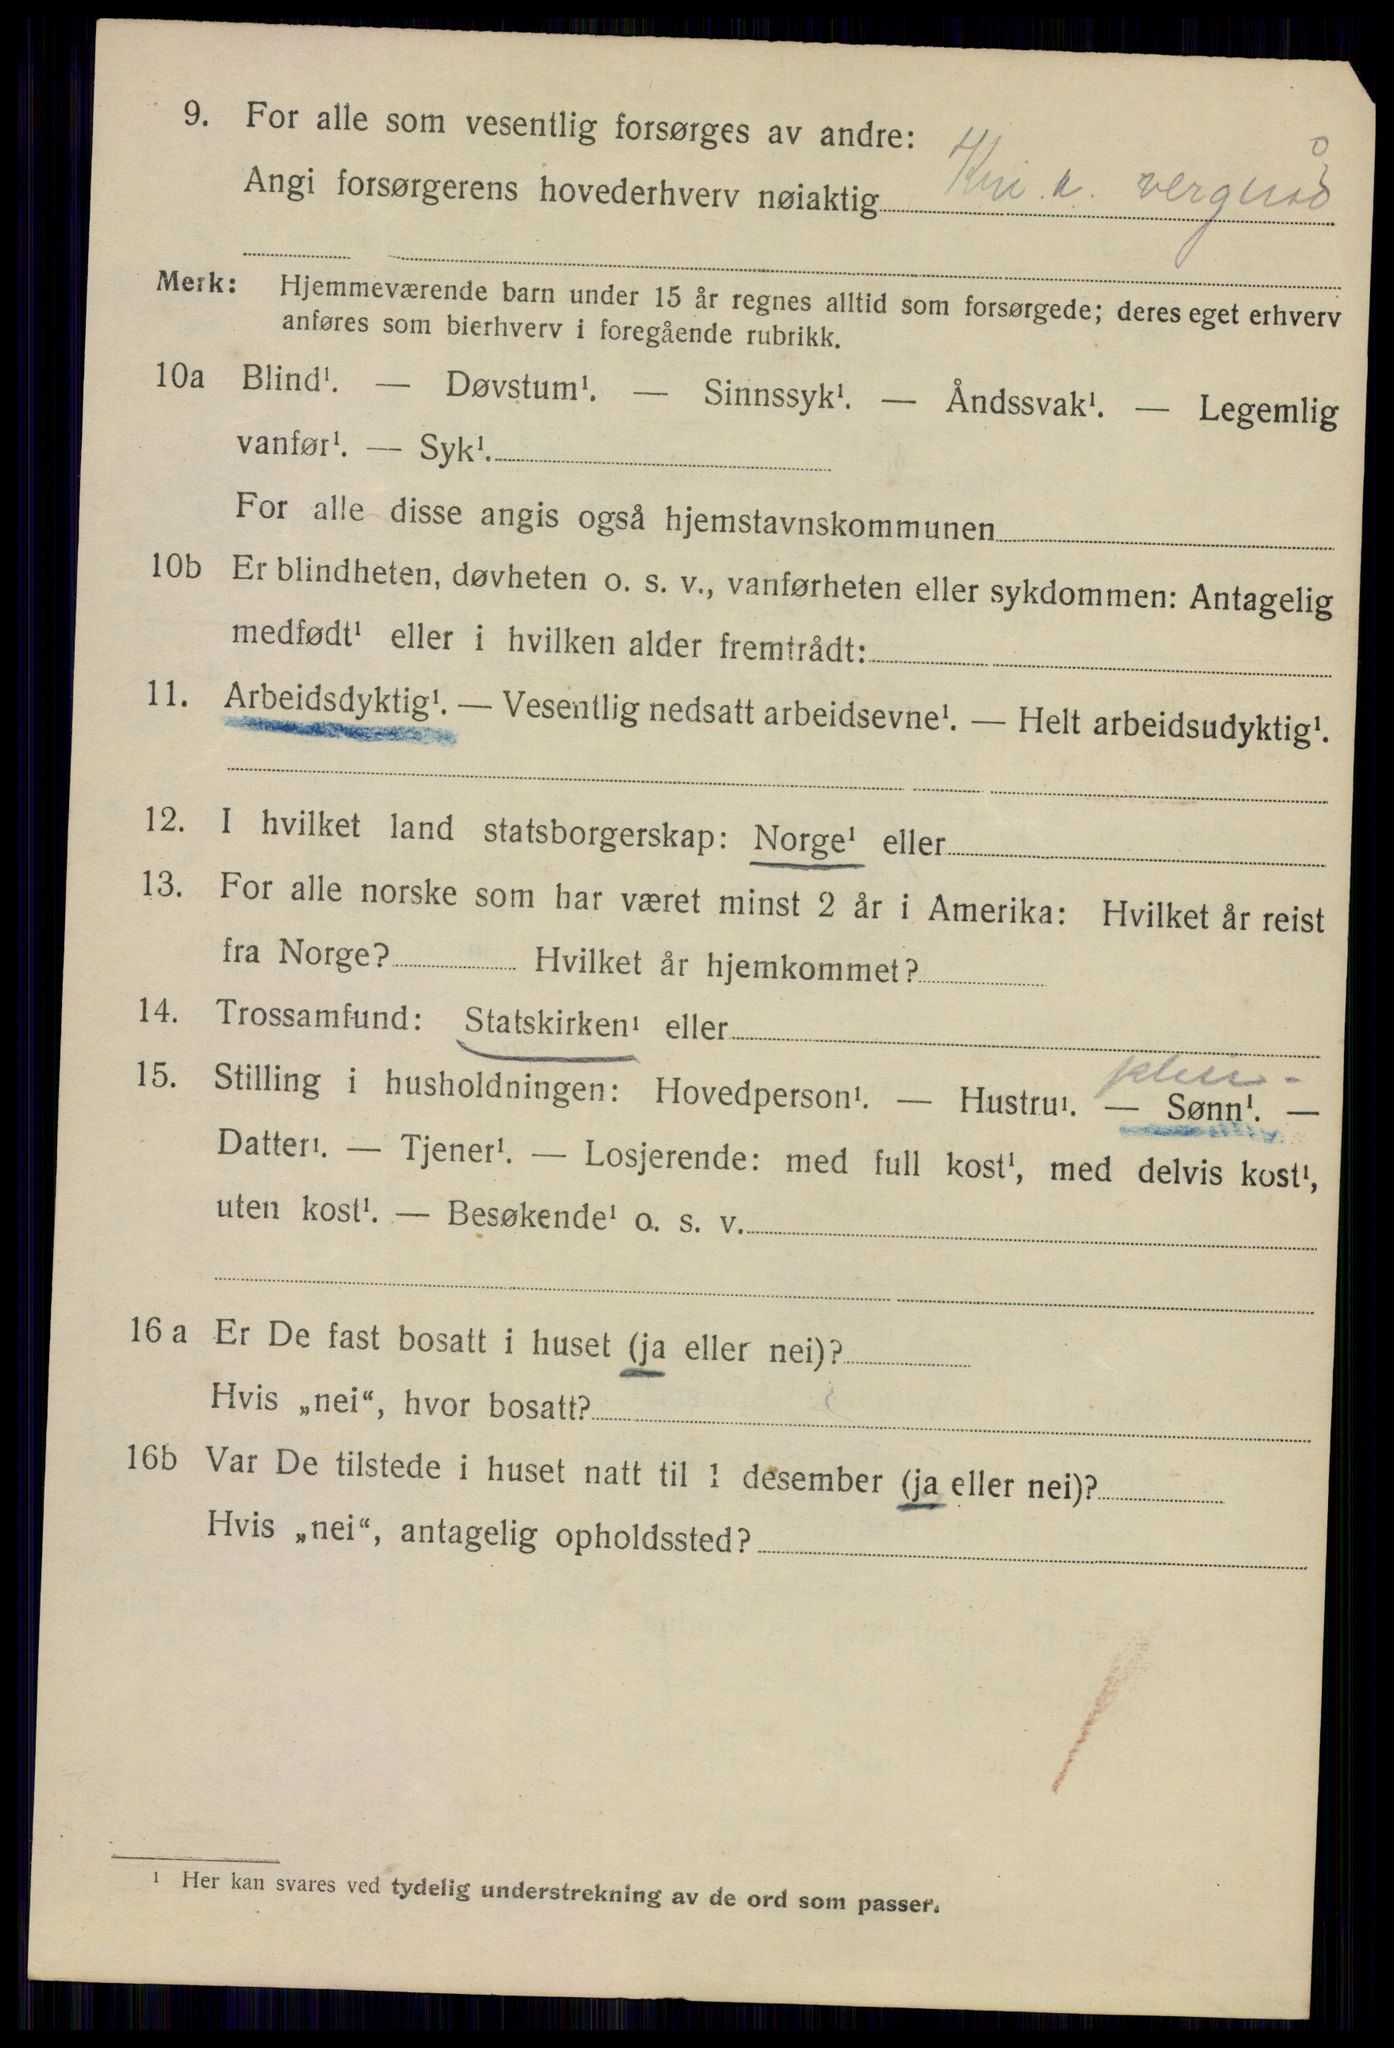 9. For alle som vesentlig forsørges av andre:
Angi forsørgerens hovederhverv nøiaktig
Merk: Hjemmeværende barn under 15 år regnes alltid som forsørgede; deres eget erhverv
anføres som bierhverv i foregående rubrikk.
10a Blind¹. — Døvstum¹. — Sinnssyk¹. — Åndssvak¹. — Legemlig
vanfør¹. — Syk¹.
For alle disse angis også hjemstavnskommunen
10b Er blindheten, døvheten o. s. v., vanførheten eller sykdommen: Antagelig
medfødt¹ eller i hvilken alder fremtrådt:
11. Arbeidsdyktig¹. — Vesentlig nedsatt arbeidsevne¹. — Helt arbeidsudyktig¹.
12. I hvilket land statsborgerskap: Norge¹ eller
13. For alle norske som har været minst 2 år i Amerika: Hvilket år reist
fra Norge? Hvilket år hjemkommet?
14. Trossamfund: Statskirken¹ eller
15. Stilling i husholdningen: Hovedperson¹. — Hustru¹. — Sønn¹. —
Datter¹. — Tjener¹. — Losjerende: med full kost¹, med delvis kost¹,
uten kost¹. — Besøkende¹ o. s. v.
16 a Er De fast bosatt i huset (ja eller nei)?
Hvis „nei“, hvor bosatt?
16b Var De tilstede i huset natt til 1 desember (ja eller nei)?
Hvis „nei“, antagelig opholdssted?
¹ Her kan svares ved tydelig understrekning av de ord som passer.